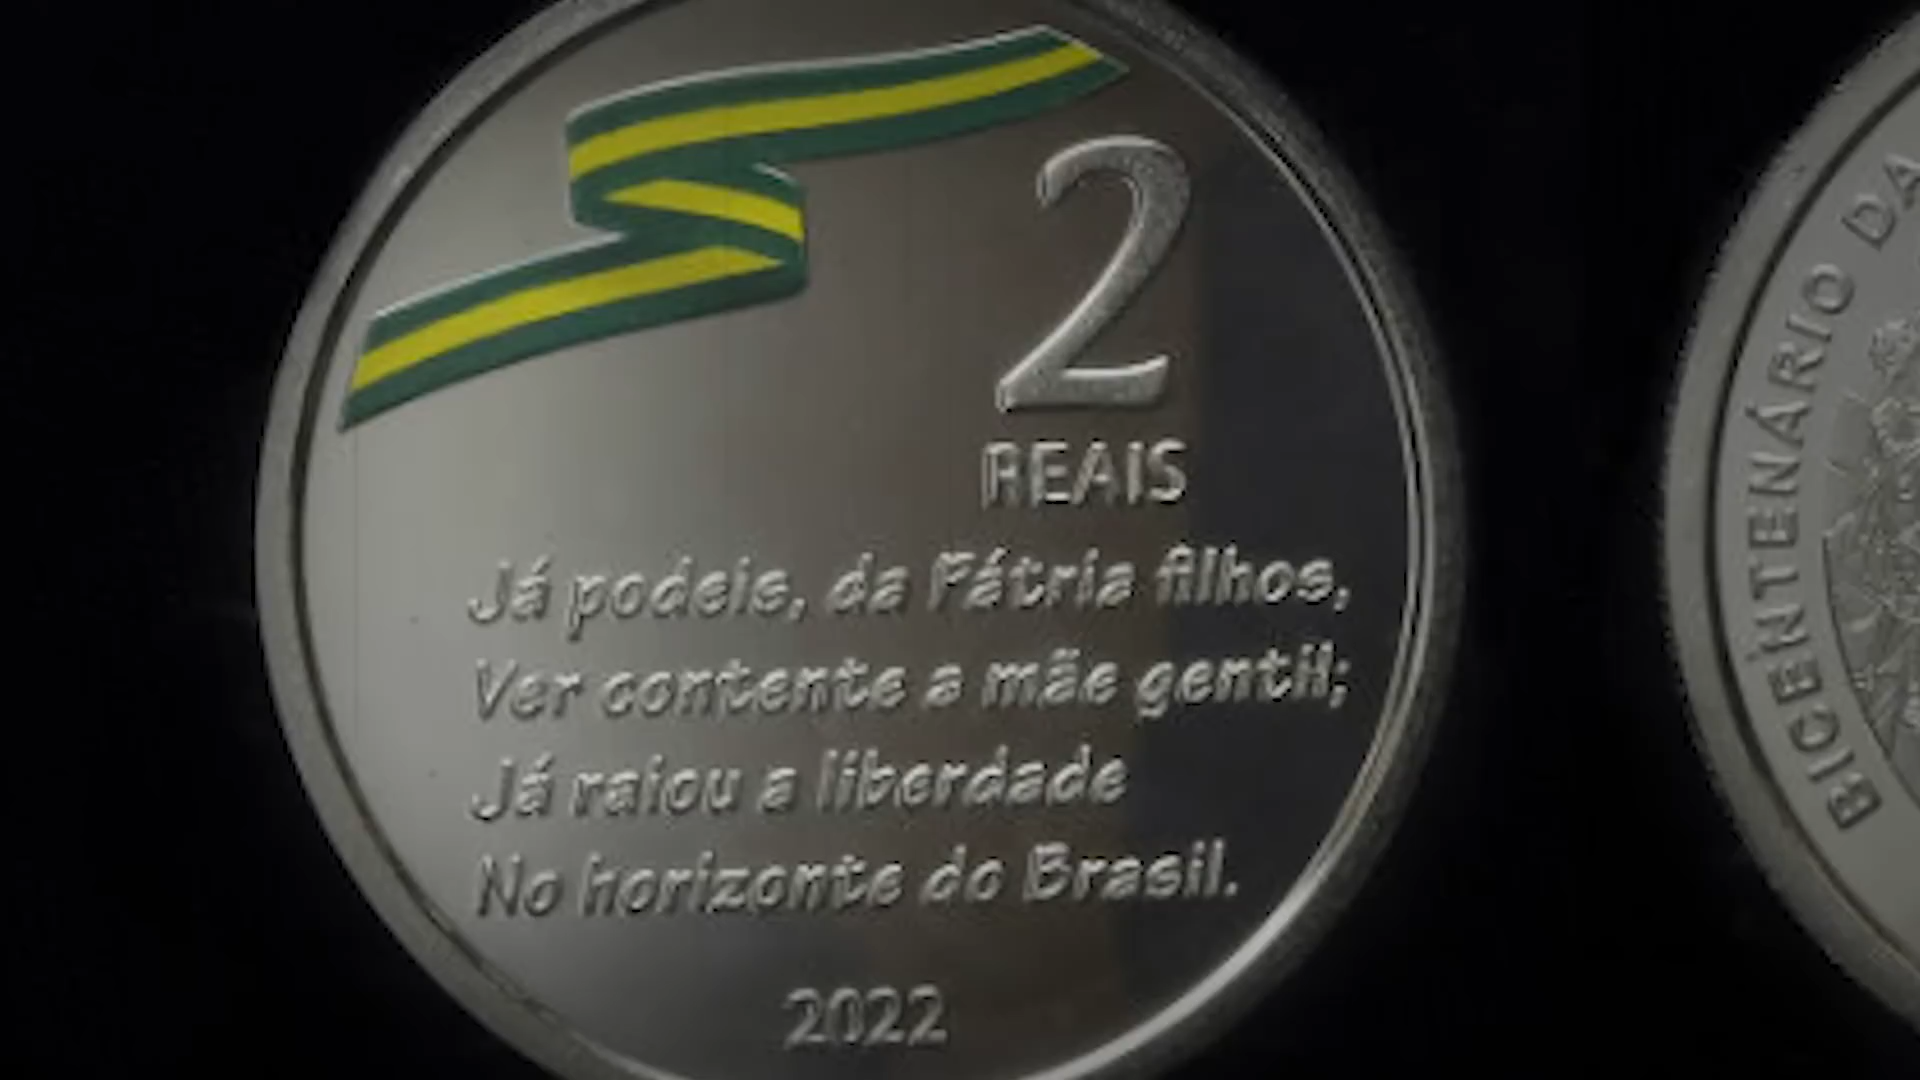 2
REAIS
Já podeis, da Pátria filhos,
Ver contente a mãe gentil;
Já raiou a liberdade
No horizonte do Brasil.
2022
BICENTENÁRIO DA